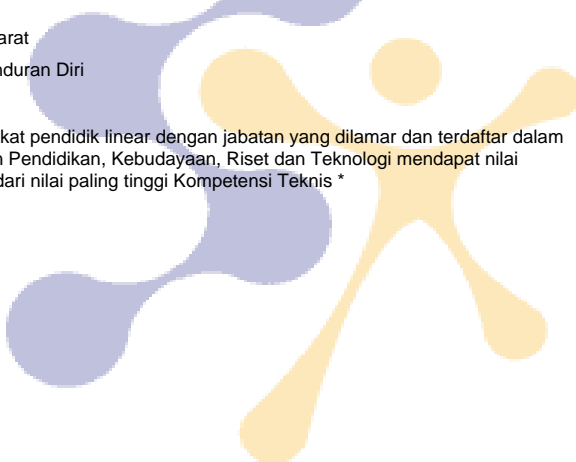 arat
nduran Diri
kat pendidik linear dengan jabatan yang dilamar dan terdaftar dalam
n Pendidikan, Kebudayaan, Riset dan Teknologi mendapat nilai
dari nilai paling tinggi Kompetensi Teknis *